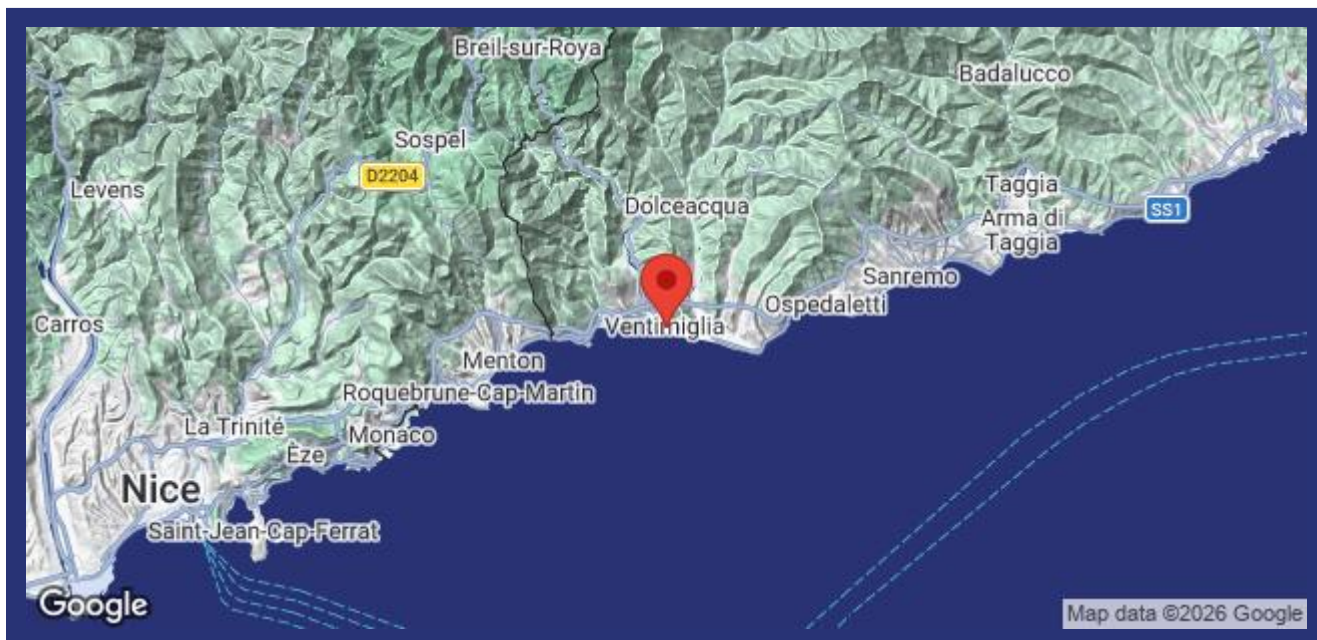 Breil-sur-Roya
Badalucco
Sospel
D2204
Levens
Taggia
Dolceacqua
SS1
Arma di
Taggia
Sanremo
Ospedaletti
Carros
Ventimiglia
Menton
Roquebrune-Cap-Martin
La Trinité
Monaco
Èze
Nice
Saint-Jean-Cap-Ferrat
Google
Map data ©2026 Google